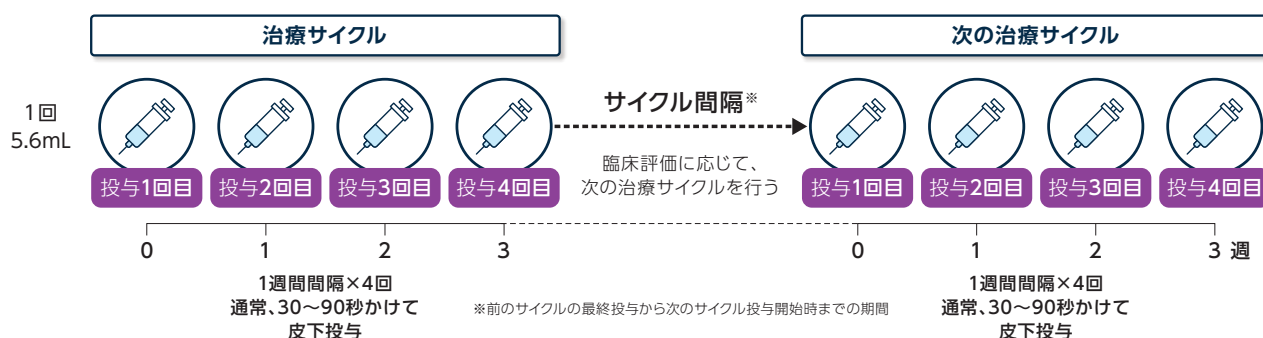 治療サイクル
次の治療サイクル
1回
5.6mL
サイクル間隔※
臨床評価に応じて、
次の治療サイクルを行う
投与1回目
投与2回目
投与3回目
投与4回目
投与1回目
投与2回目
投与3回目
投与4回目
0
1
2
3
0
1
2
3 週
1週間間隔×4回
通常、30〜90秒かけて
皮下投与
※前のサイクルの最終投与から次のサイクル投与開始時までの期間
1週間間隔×4回
通常、30〜90秒かけて
皮下投与